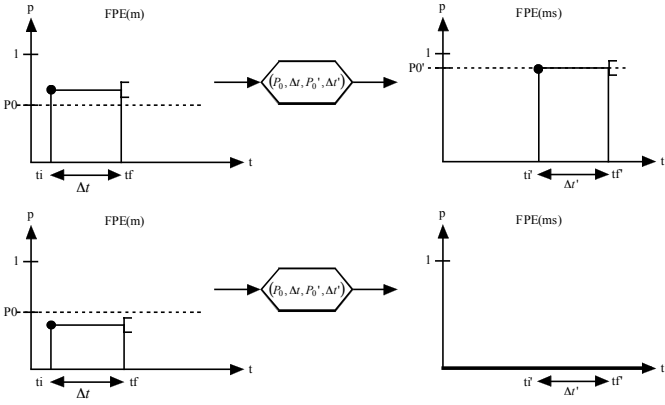 p
FPE(m)
1
P0
t
ti
tf
Δt
(P₀, Δt, P₀', Δt')
FPE(ms)
1
P0'
t
ti'
tf'
Δt'
p
FPE(m)
1
P0
t
ti
tf
Δt
(P₀, Δt, P₀', Δt')
p
FPE(ms)
1
t
ti'
tf'
Δt'